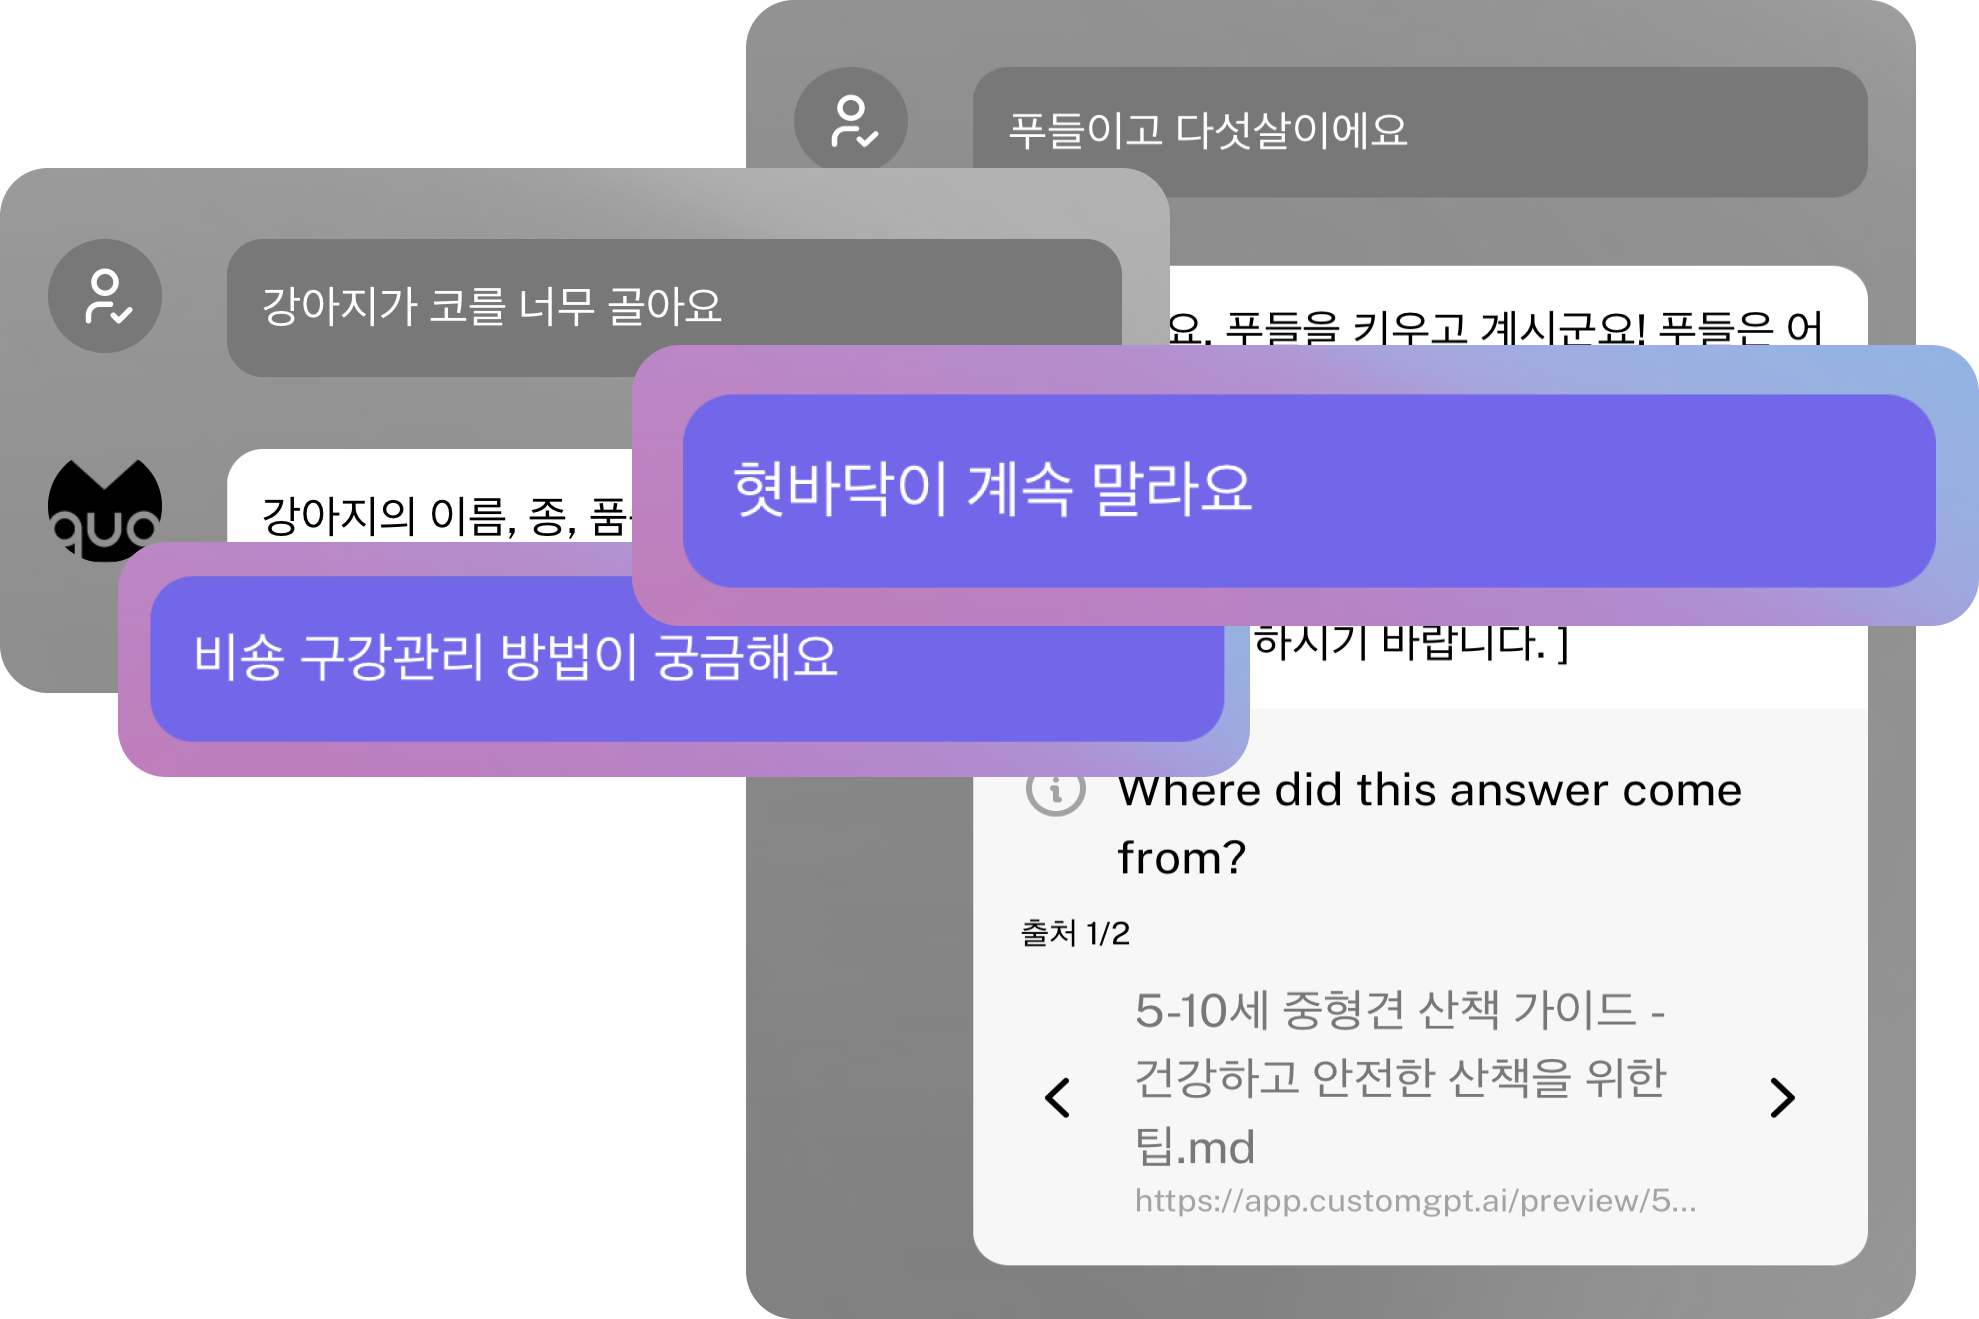 푸들이고 다섯살이에요
강아지가 코를 너무 골아요
요. 푸들을 키우고 계시군요! 푸들은 어
혓바닥이 계속 말라요
강아지의 이름, 종, 품
quo
비숑 구강관리 방법이 궁금해요
하시기 바랍니다. ]
Where did this answer come
from?
출처 1/2
5-10세 중형견 산책 가이드 -
건강하고 안전한 산책을 위한
팁.md
https://app.customgpt.ai/preview/5...